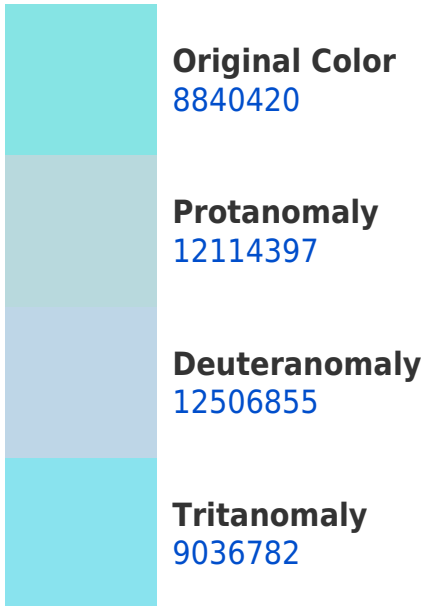 Original Color
8840420
Protanomaly
12114397
Deuteranomaly
12506855
Tritanomaly
9036782